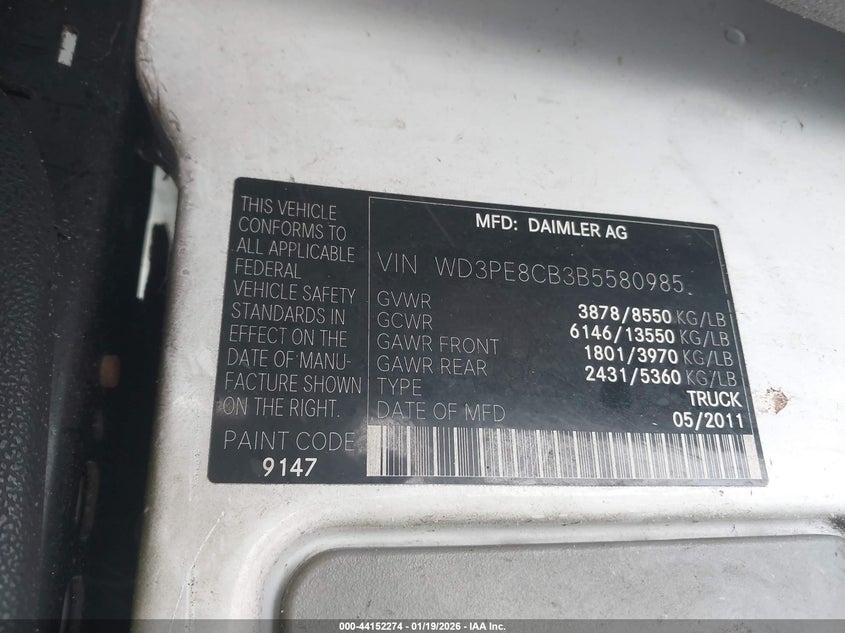 THIS VEHICLE
CONFORMS TO
ALL APPLICABLE
FEDERAL
VEHICLE SAFETY
STANDARDS IN
EFFECT ON THE
DATE OF MANU-
FACTURE SHOWN
ON THE RIGHT.
PAINT CODE
9147
MFD: DAIMLER AG
VIN WD3PE8CB3B5580985
GVWR 3878/8550 KG/LB
GCWR 6146/13550 KG/LB
GAWR FRONT 1801/3970 KG/LB
GAWR REAR 2431/5360 KG/LB
TYPE TRUCK
DATE OF MFD 05/2011
000-44152274 - 01/19/2026 - IAA Inc.